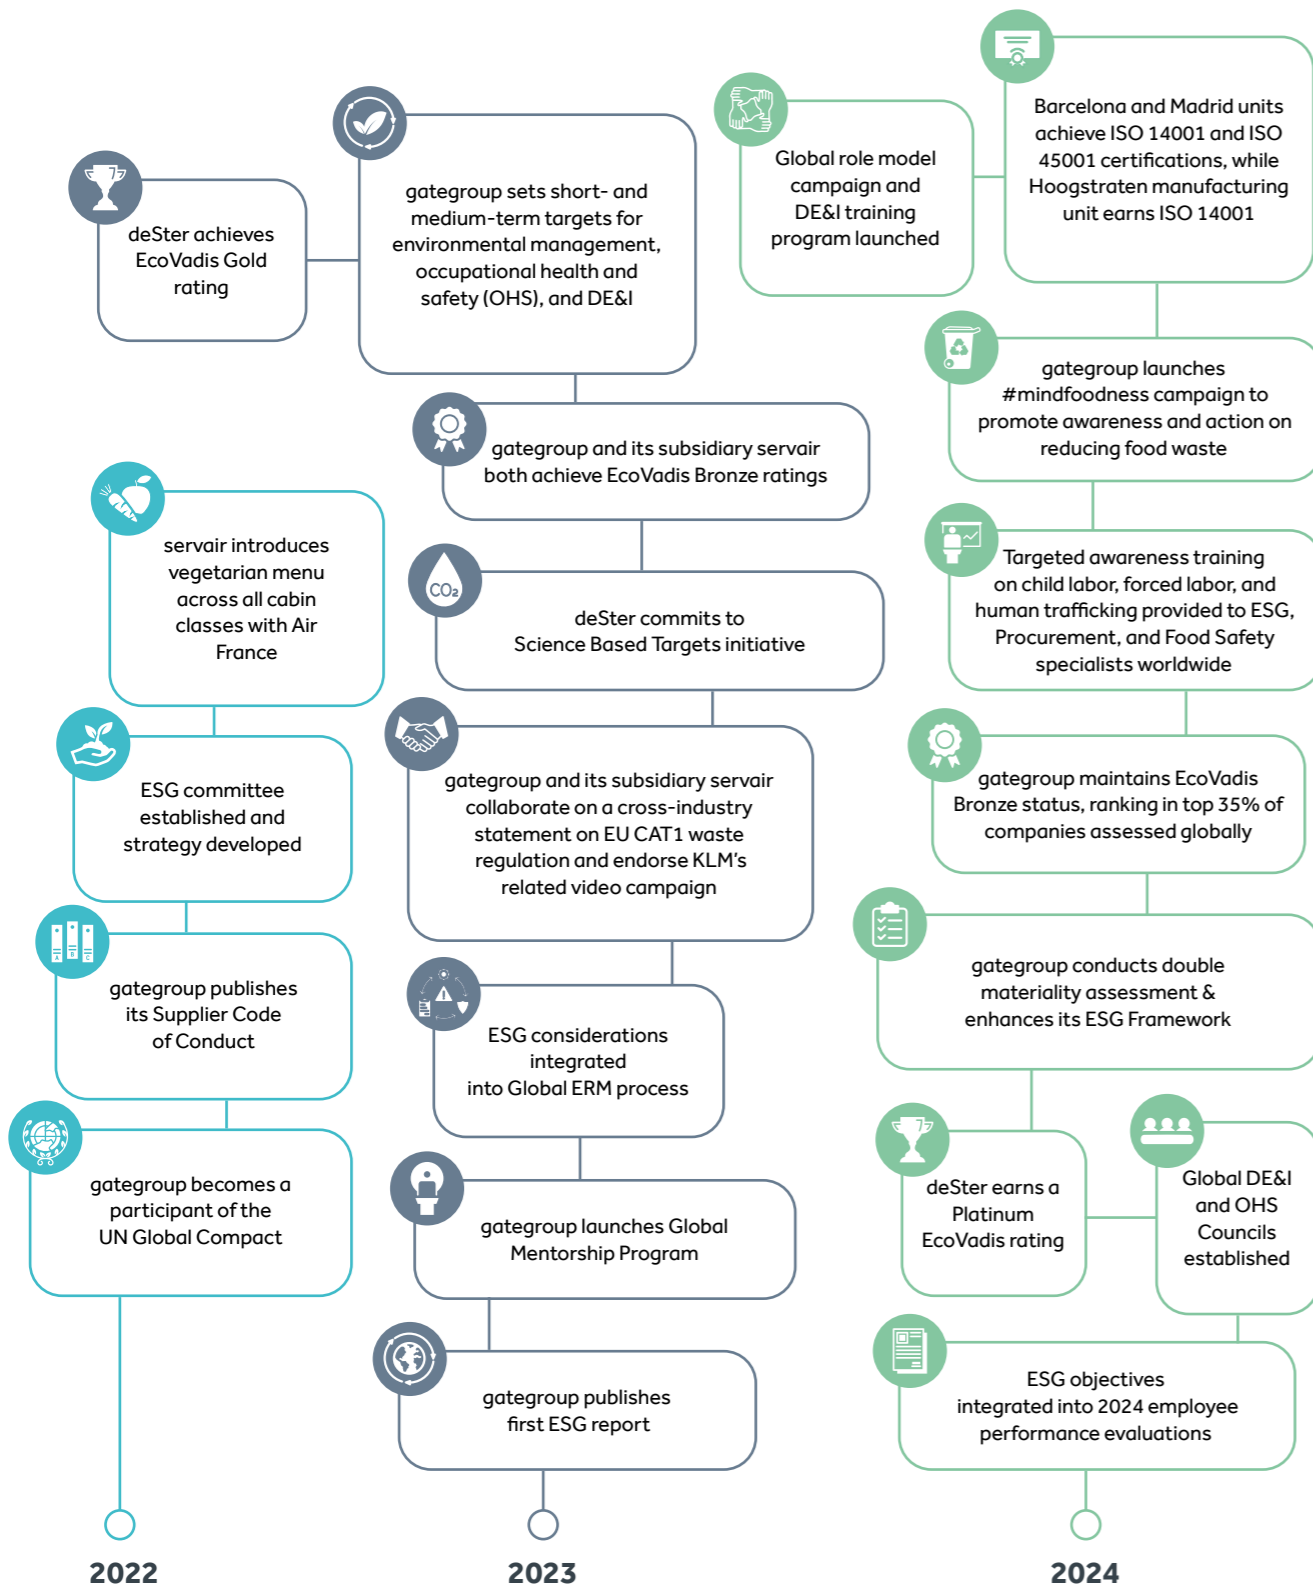 servair introduces
vegetarian menu
across all cabin
classes with Air
France
ESG committee
established and
strategy developed
A
B
C
gategroup publishes
its Supplier Code
of Conduct
gategroup becomes a
participant of the
UN Global Compact
2022
deSter achieves
EcoVadis Gold
rating
gategroup sets short- and
medium-term targets for
environmental management,
occupational health and
safety (OHS), and DE&I
gategroup and its subsidiary servair
both achieve EcoVadis Bronze ratings
CO₂
deSter commits to
Science Based Targets initiative
gategroup and its subsidiary servair
collaborate on a cross-industry
statement on EU CAT1 waste
regulation and endorse KLM's
related video campaign
ESG considerations
integrated
into Global ERM process
gategroup launches Global
Mentorship Program
gategroup publishes
first ESG report
2023
Global role model
campaign and
DE&I training
program launched
Barcelona and Madrid units
achieve ISO 14001 and ISO
45001 certifications, while
Hoogstraten manufacturing
unit earns ISO 14001
gategroup launches
#mindfoodness campaign to
promote awareness and action on
reducing food waste
Targeted awareness training
on child labor, forced labor, and
human trafficking provided to ESG,
Procurement, and Food Safety
specialists worldwide
gategroup maintains EcoVadis
Bronze status, ranking in top 35% of
companies assessed globally
gategroup conducts double
materiality assessment &
enhances its ESG Framework
deSter earns a
Platinum
EcoVadis rating
Global DE&I
and OHS
Councils
established
ESG objectives
integrated into 2024 employee
performance evaluations
2024